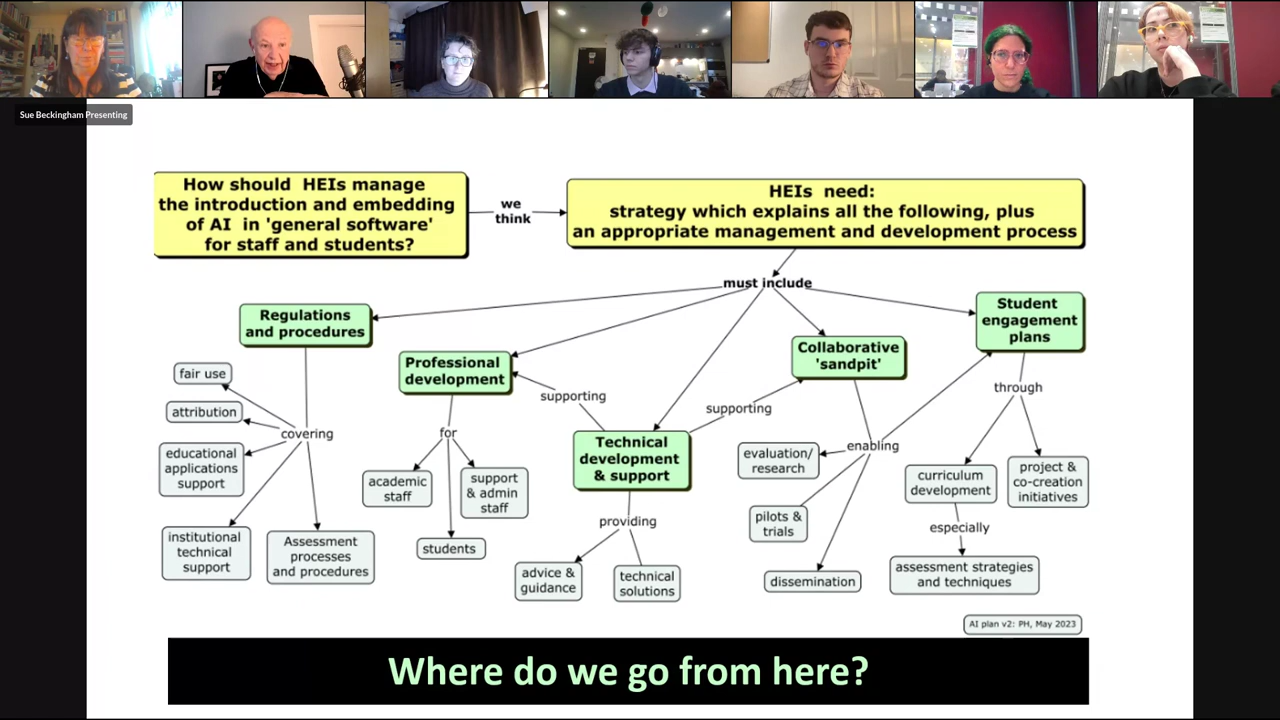 Sue Beckingham Presenting
How should HEIs manage
the introduction and embedding
of AI in 'general software'
for staff and students?
we
think
HEIs need:
strategy which explains all the following, plus
an appropriate management and development process
must include
Regulations
and procedures
covering
fair use
attribution
educational
applications
support
institutional
technical
support
Assessment
processes
and procedures
Professional
development
for
academic
staff
students
support
& admin
staff
supporting
Technical
development
& support
providing
advice &
guidance
technical
solutions
supporting
Collaborative
'sandpit'
enabling
evaluation/
research
pilots &
trials
dissemination
Student
engagement
plans
through
curriculum
development
project &
co-creation
initiatives
especially
assessment strategies
and techniques
AI plan v2: PH, May 2023
Where do we go from here?